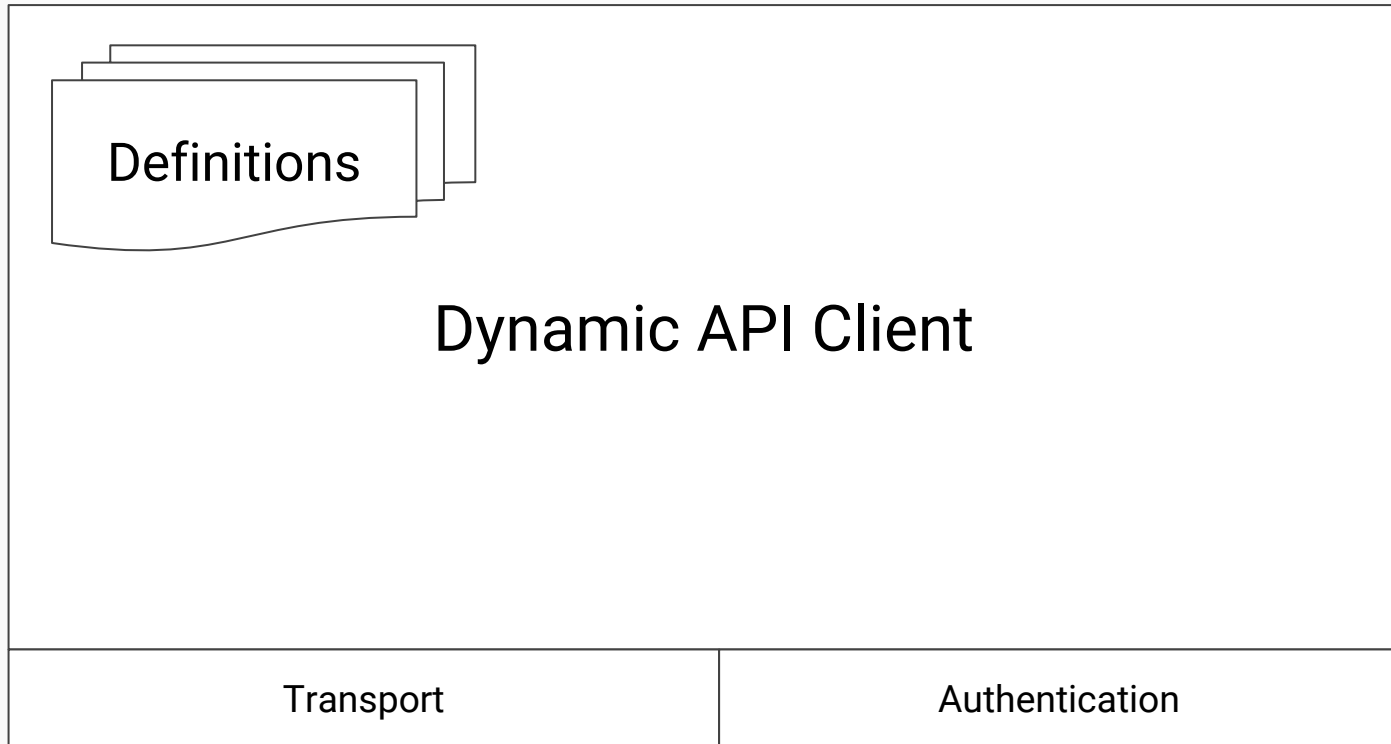 Definitions
Dynamic API Client
Transport
Authentication